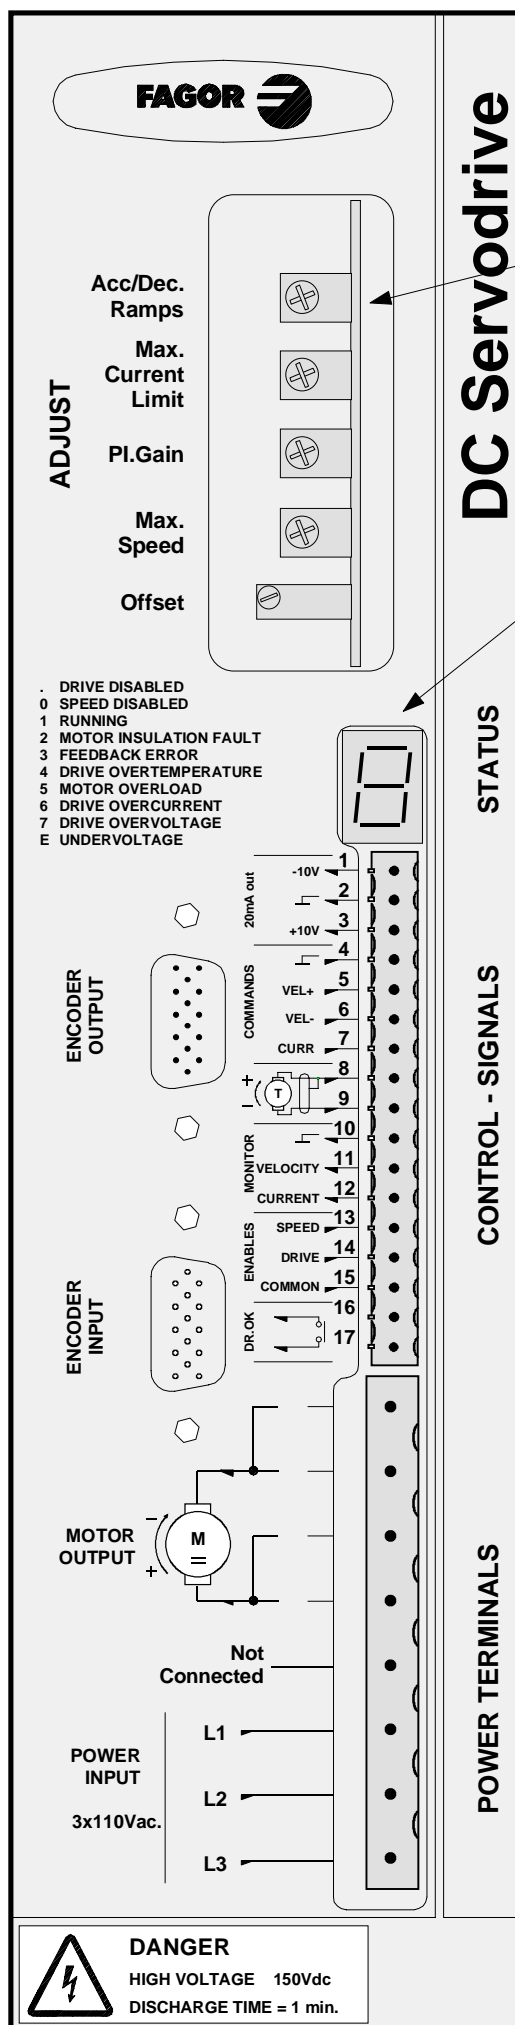 FAGOR
DC Servodrive
ADJUST
Acc/Dec.
Ramps
Max.
Current
Limit
PI.Gain
Max.
Speed
Offset
. DRIVE DISABLED
0 SPEED DISABLED
1 RUNNING
2 MOTOR INSULATION FAULT
3 FEEDBACK ERROR
4 DRIVE OVERTEMPERATURE
5 MOTOR OVERLOAD
6 DRIVE OVERCURRENT
7 DRIVE OVERVOLTAGE
E UNDERVOLTAGE
STATUS
20mA out
-10V 1
2
+10V 3
COMMANDS
4
VEL+ 5
VEL- 6
CURR 7
+ 8
T
− 9
MONITOR
10
VELOCITY 11
CURRENT 12
ENABLES
SPEED 13
DRIVE 14
COMMON 15
DR.OK
16
17
ENCODER
OUTPUT
ENCODER
INPUT
CONTROL - SIGNALS
MOTOR
OUTPUT
−
M
+
Not
Connected
POWER
INPUT
3x110Vac.
L1
L2
L3
POWER TERMINALS
DANGER
HIGH VOLTAGE 150Vdc
DISCHARGE TIME = 1 min.